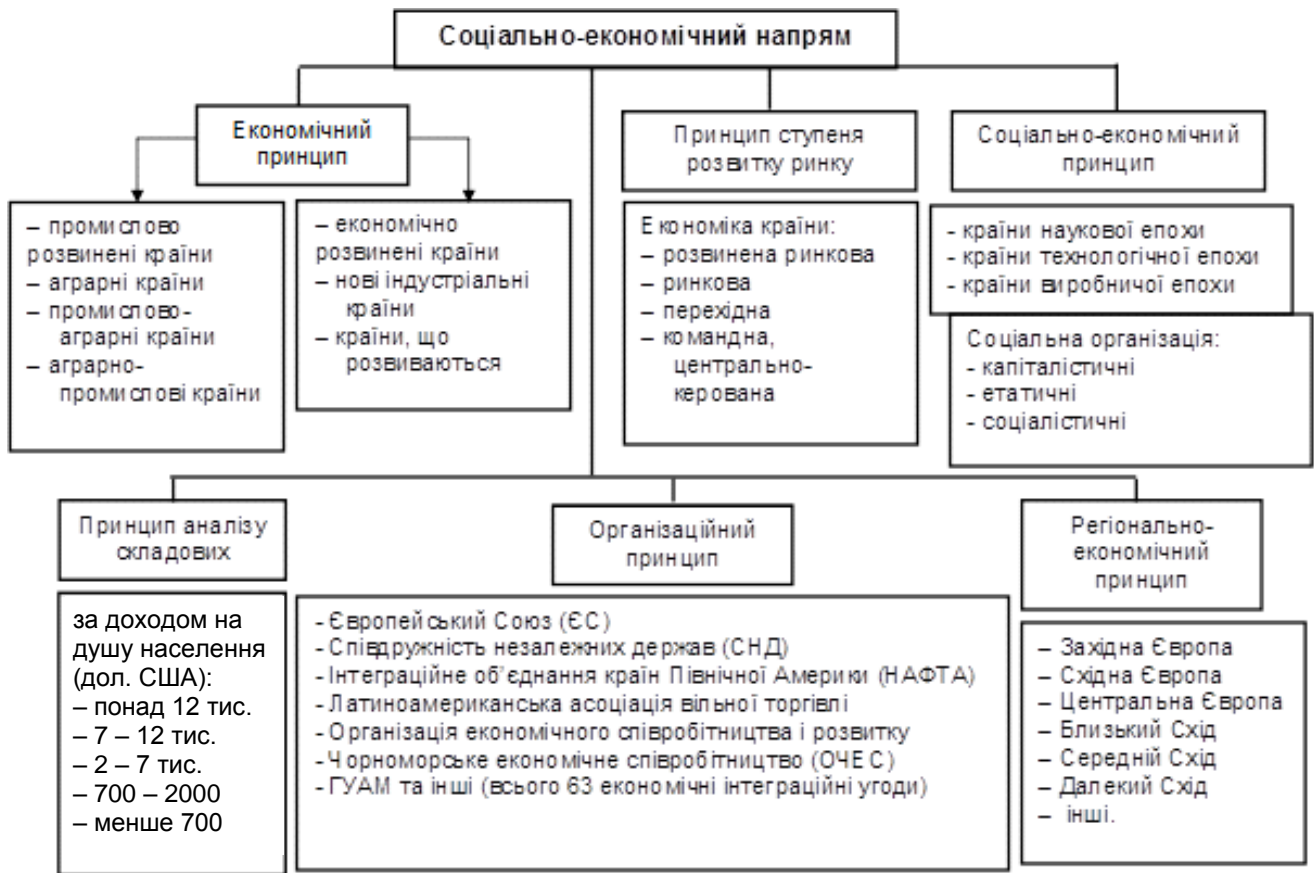 Соціально-економічний напрям
Економічний
принцип
Принцип ступеня
розвитку ринку
Соціально-економічний
принцип
– промислово
розвинені країни
– аграрні країни
– промислово-
аграрні країни
– аграрно-
промислові країни
– економічно
розвинені країни
– нові індустріальні
країни
– країни, що
розвиваються
Економіка країни:
– розвинена ринкова
– ринкова
– перехідна
– командна,
центрально-
керована
- країни наукової епохи
- країни технологічної епохи
- країни виробничої епохи
Соціальна організація:
- капіталістичні
- етатичні
- соціалістичні
Принцип аналізу
складових
Організаційний
принцип
Регіонально-
економічний
принцип
за доходом на
душу населення
(дол. США):
– понад 12 тис.
– 7 – 12 тис.
– 2 – 7 тис.
– 700 – 2000
– менше 700
- Європейський Союз (ЄС)
- Співдружність незалежних держав (СНД)
- Інтеграційне об’єднання країн Північної Америки (НАФТА)
- Латиноамериканська асоціація вільної торгівлі
- Організація економічного співробітництва і розвитку
- Чорноморське економічне співробітництво (ОЧЕС)
- ГУАМ та інші (всього 63 економічні інтеграційні угоди)
– Західна Європа
– Східна Європа
– Центральна Європа
– Близький Схід
– Середній Схід
– Далекий Схід
– інші.